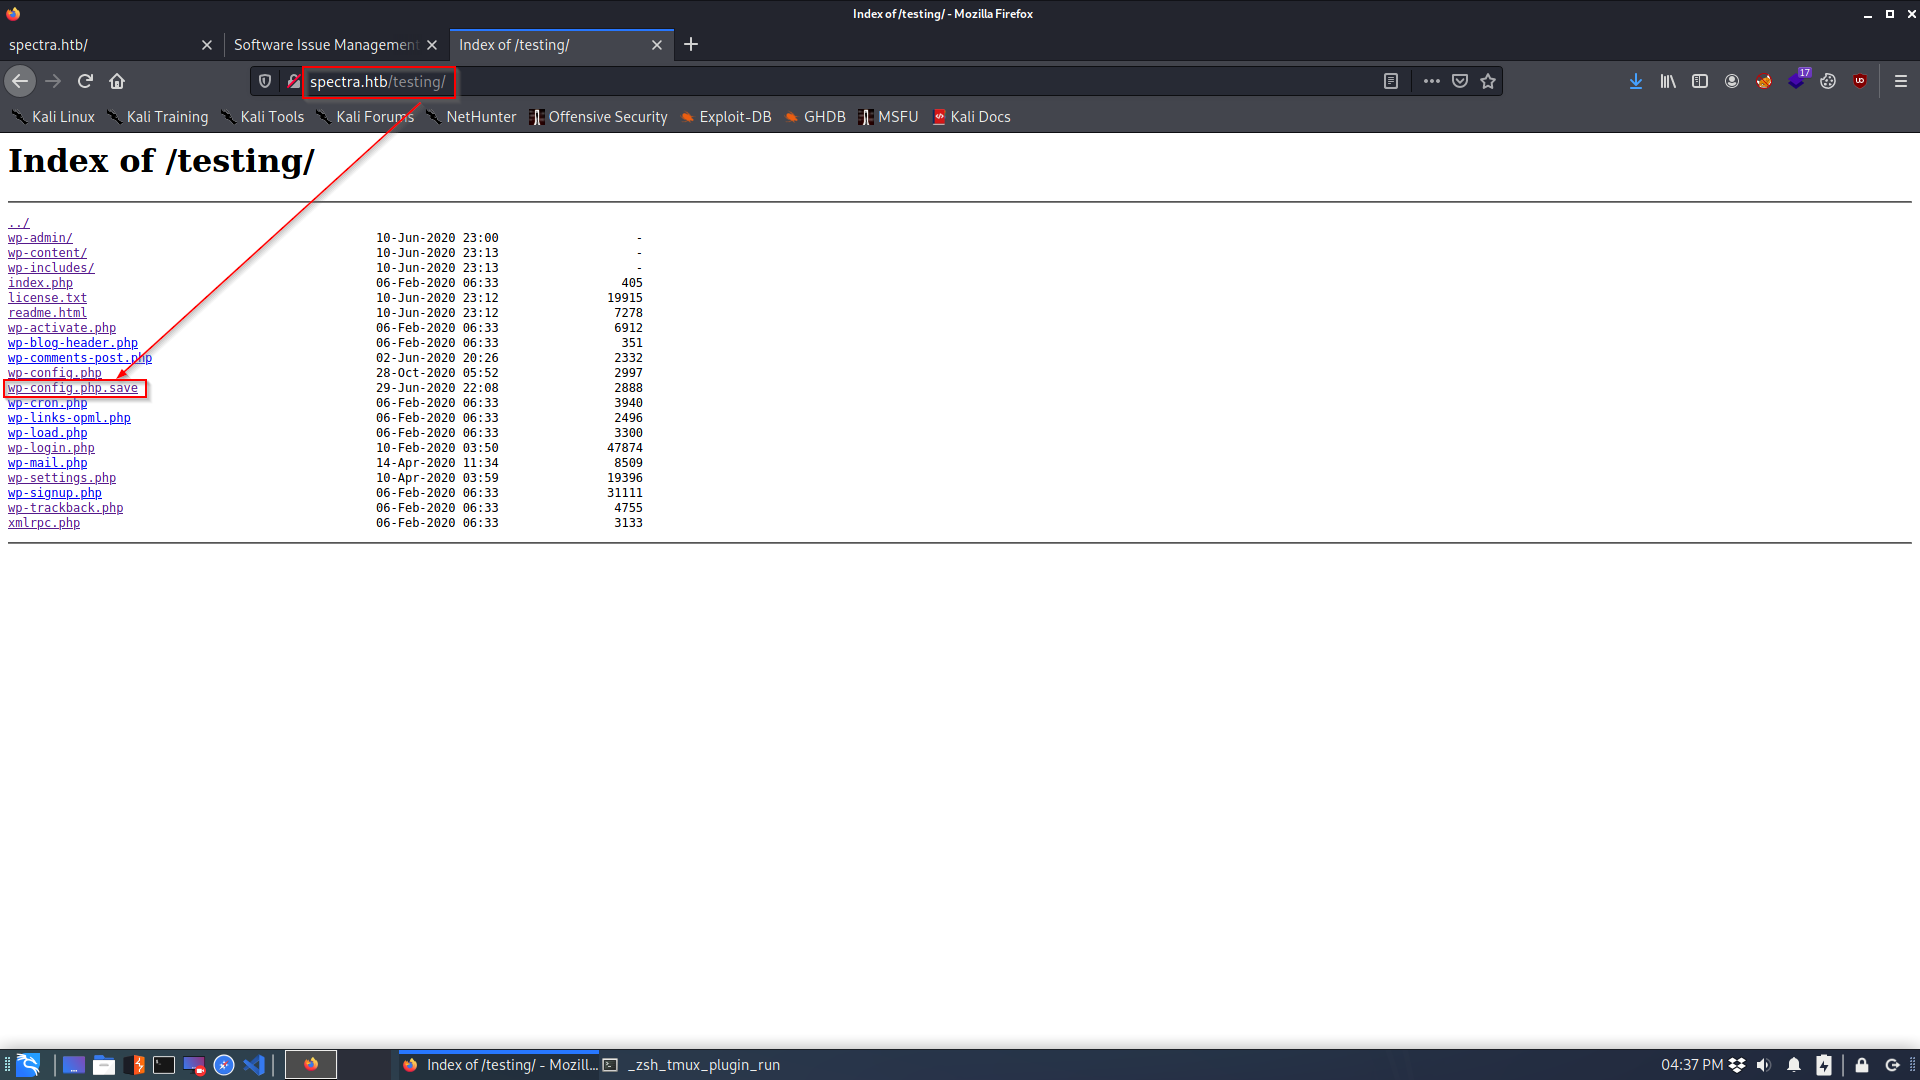 Index of /testing/ - Mozilla Firefox
spectra.htb/
Software Issue Management
Index of /testing/
spectra.htb/testing/
17
Kali Linux
Kali Training
Kali Tools
Kali Forums
NetHunter
Offensive Security
Exploit-DB
GHDB
MSFU
Kali Docs
Index of /testing/
../
wp-admin/ 10-Jun-2020 23:00 -
wp-content/ 10-Jun-2020 23:13 -
wp-includes/ 10-Jun-2020 23:13 -
index.php 06-Feb-2020 06:33 405
license.txt 10-Jun-2020 23:12 19915
readme.html 10-Jun-2020 23:12 7278
wp-activate.php 06-Feb-2020 06:33 6912
wp-blog-header.php 06-Feb-2020 06:33 351
wp-comments-post.php 02-Jun-2020 20:26 2332
wp-config.php 28-Oct-2020 05:52 2997
wp-config.php.save 29-Jun-2020 22:08 2888
wp-cron.php 06-Feb-2020 06:33 3940
wp-links-opml.php 06-Feb-2020 06:33 2496
wp-load.php 06-Feb-2020 06:33 3300
wp-login.php 10-Feb-2020 03:50 47874
wp-mail.php 14-Apr-2020 11:34 8509
wp-settings.php 10-Apr-2020 03:59 19396
wp-signup.php 06-Feb-2020 06:33 31111
wp-trackback.php 06-Feb-2020 06:33 4755
xmlrpc.php 06-Feb-2020 06:33 3133
Index of /testing/ - Mozill...
_zsh_tmux_plugin_run
04:37 PM